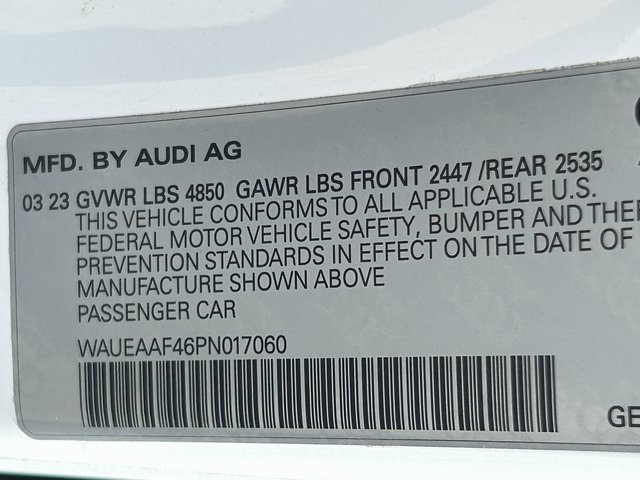 MFD. BY AUDI AG
03 23 GVWR LBS 4850 GAWR LBS FRONT 2447 /REAR 2535
THIS VEHICLE CONFORMS TO ALL APPLICABLE U.S.
FEDERAL MOTOR VEHICLE SAFETY, BUMPER AND THEF
PREVENTION STANDARDS IN EFFECT ON THE DATE OF
MANUFACTURE SHOWN ABOVE
PASSENGER CAR
WAUEAAF46PN017060
GE